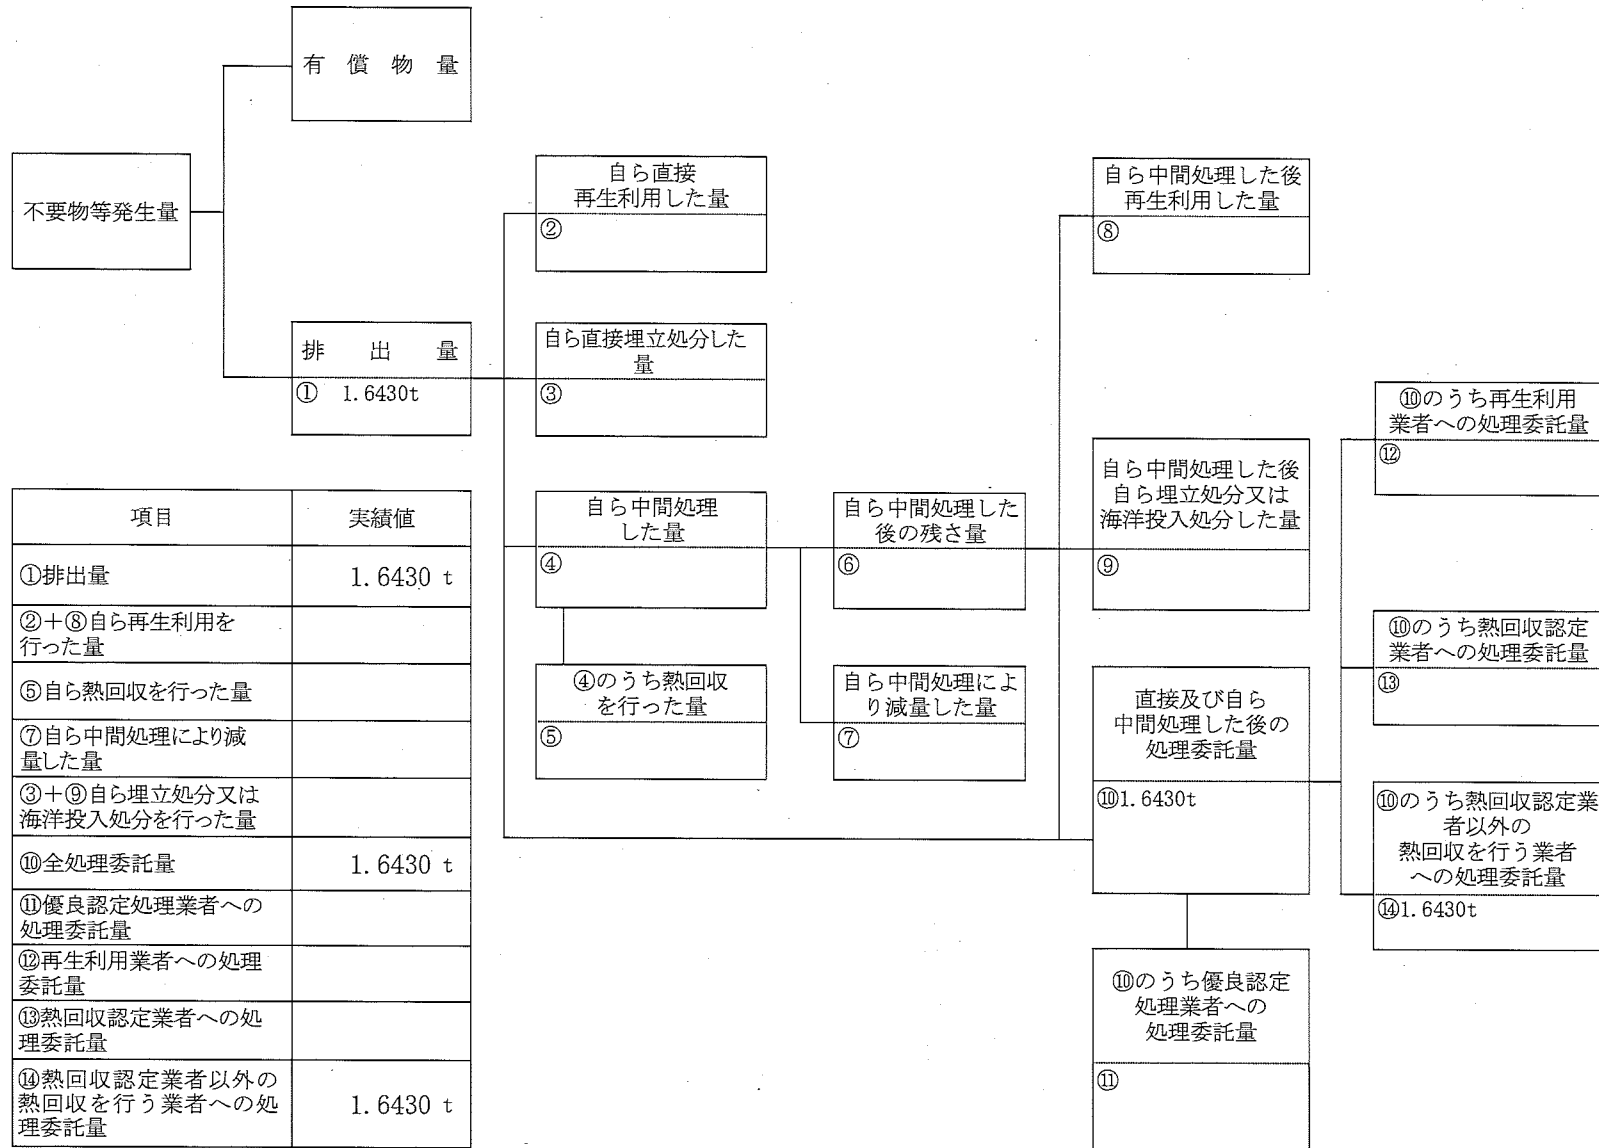 有償物量
不要物等発生量
排出量
① 1.6430t
自ら直接
再生利用した量
②
自ら直接埋立処分した
量
③
自ら中間処理
した量
④
④のうち熱回収
を行った量
⑤
自ら中間処理した
後の残さ量
⑥
自ら中間処理によ
り減量した量
⑦
自ら中間処理した後
再生利用した量
⑧
自ら中間処理した後
自ら埋立処分又は
海洋投入処分した量
⑨
直接及び自ら
中間処理した後の
処理委託量
⑩1.6430t
⑩のうち優良認定
処理業者への
処理委託量
⑪
⑩のうち再生利用
業者への処理委託量
⑫
⑩のうち熱回収認定
業者への処理委託量
⑬
⑩のうち熱回収認定業
者以外の
熱回収を行う業者
への処理委託量
⑭1.6430t
項目 実績値
①排出量 1.6430 t
②+⑧自ら再生利用を
行った量
⑤自ら熱回収を行った量
⑦自ら中間処理により減
量した量
③+⑨自ら埋立処分又は
海洋投入処分を行った量
⑩全処理委託量 1.6430 t
⑪優良認定処理業者への
処理委託量
⑫再生利用業者への処理
委託量
⑬熱回収認定業者への処
理委託量
⑭熱回収認定業者以外の
熱回収を行う業者への処
理委託量 1.6430 t